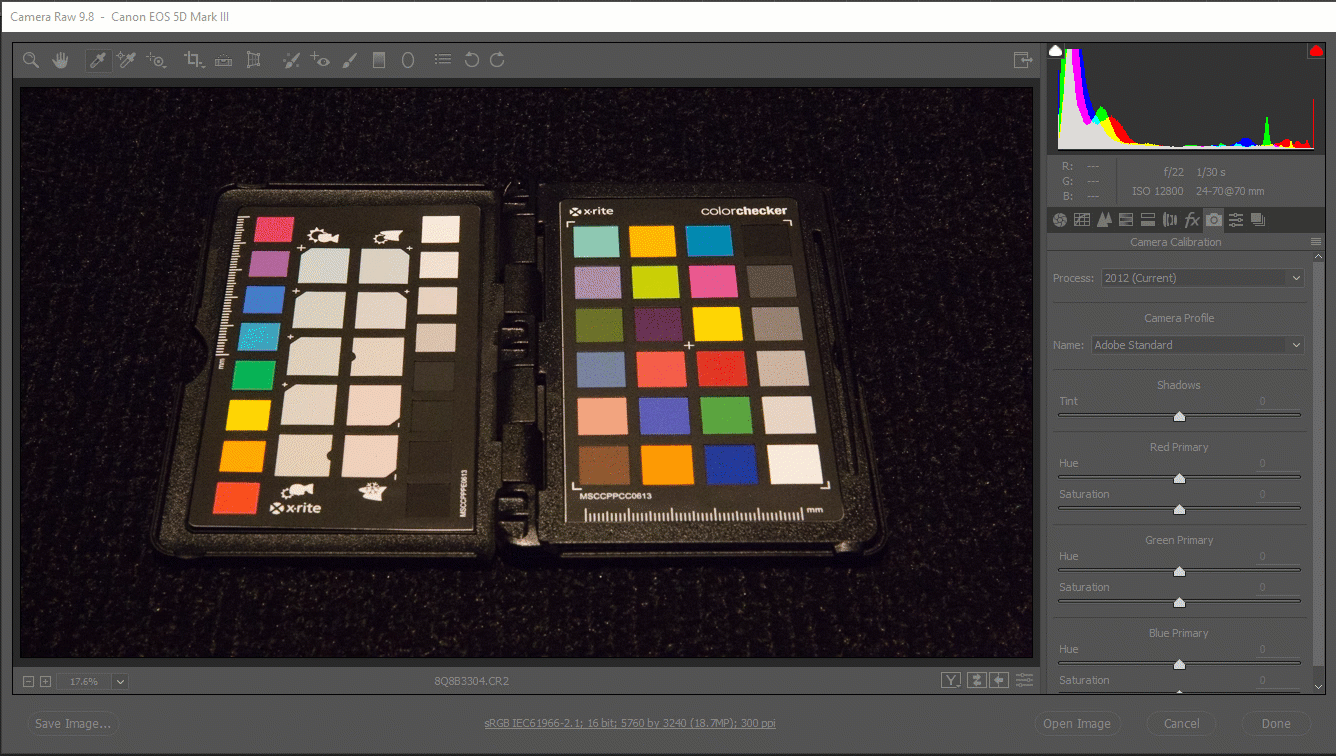 Camera Raw 9.8 - Canon EOS 5D Mark III
R: ---
G: ---
B: ---
f/22 1/30 s
ISO 12800 24-70@70 mm
Camera Calibration
Process: 2012 (Current)
Camera Profile
Name: Adobe Standard
Shadows
Tint 0
Red Primary
Hue 0
Saturation 0
Green Primary
Hue 0
Saturation 0
Blue Primary
Hue 0
Saturation 0
mm
x-rite
MSCCPPPE0613
x-rite
colorchecker
MSCCPPCC0613
mm
17.6%
8Q8B3304.CR2
Y
Save Image...
sRGB IEC61966-2.1; 16 bit; 5760 by 3240 (18.7MP); 300 ppi
Open Image
Cancel
Done